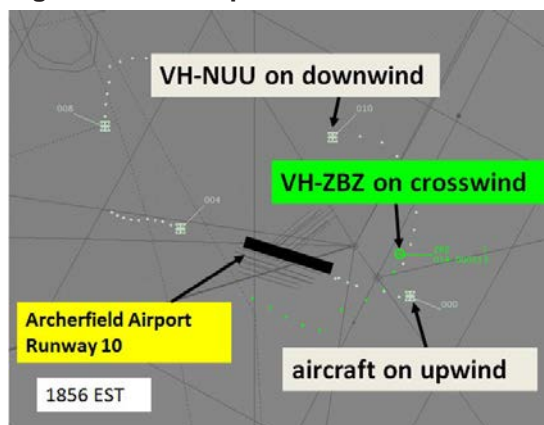 VH-NUU on downwind
008
010
VH-ZBZ on crosswind
004
000
Archerfield Airport
Runway 10
aircraft on upwind
1856 EST